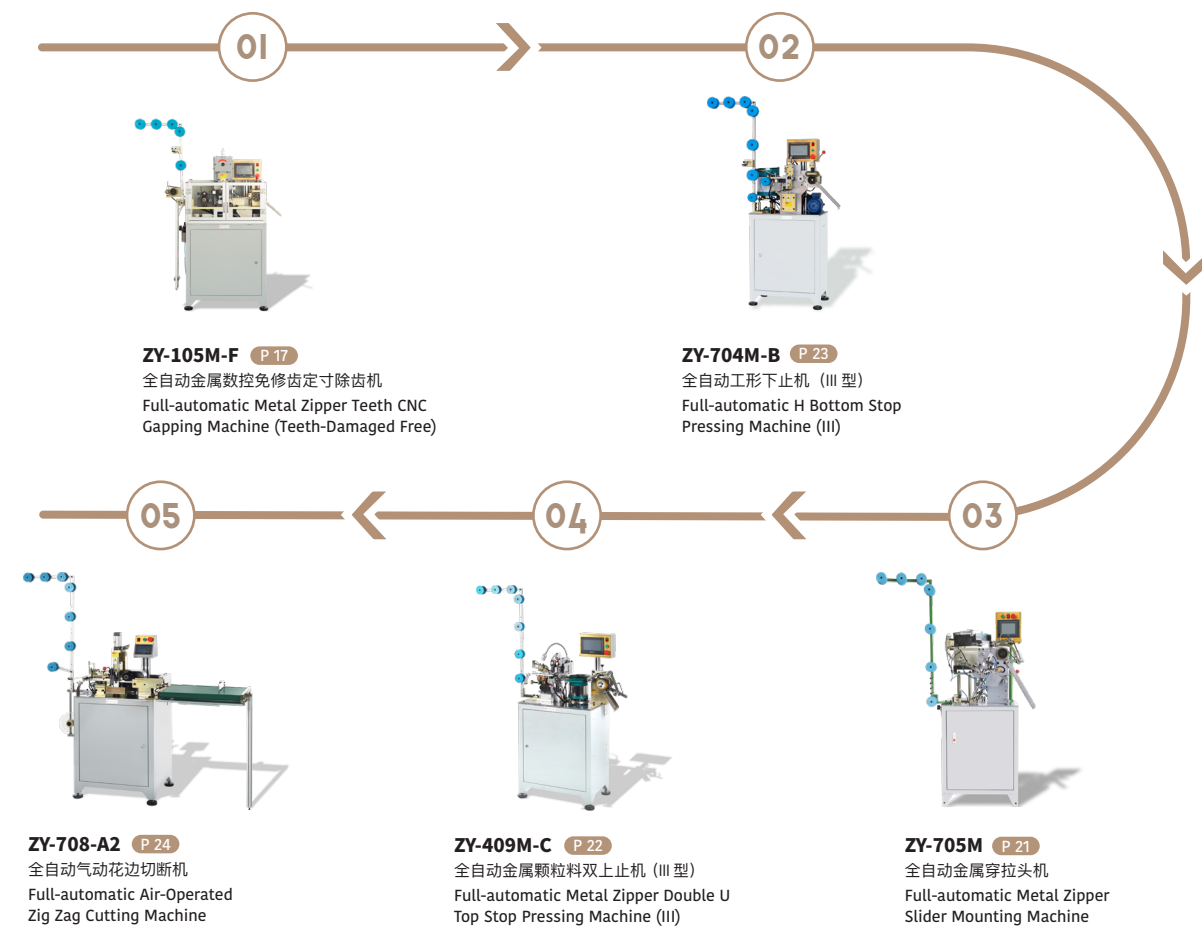 01
02
ZY-105M-F P 17
全自动金属数控免修齿定寸除齿机
Full-automatic Metal Zipper Teeth CNC
Gapping Machine (Teeth-Damaged Free)
ZY-704M-B P 23
全自动工形下止机（III 型）
Full-automatic H Bottom Stop
Pressing Machine (III)
05
04
03
ZY-708-A2 P 24
全自动气动花边切断机
Full-automatic Air-Operated
Zig Zag Cutting Machine
ZY-409M-C P 22
全自动金属颗粒料双上止机（III 型）
Full-automatic Metal Zipper Double U
Top Stop Pressing Machine (III)
ZY-705M P 21
全自动金属穿拉头机
Full-automatic Metal Zipper
Slider Mounting Machine